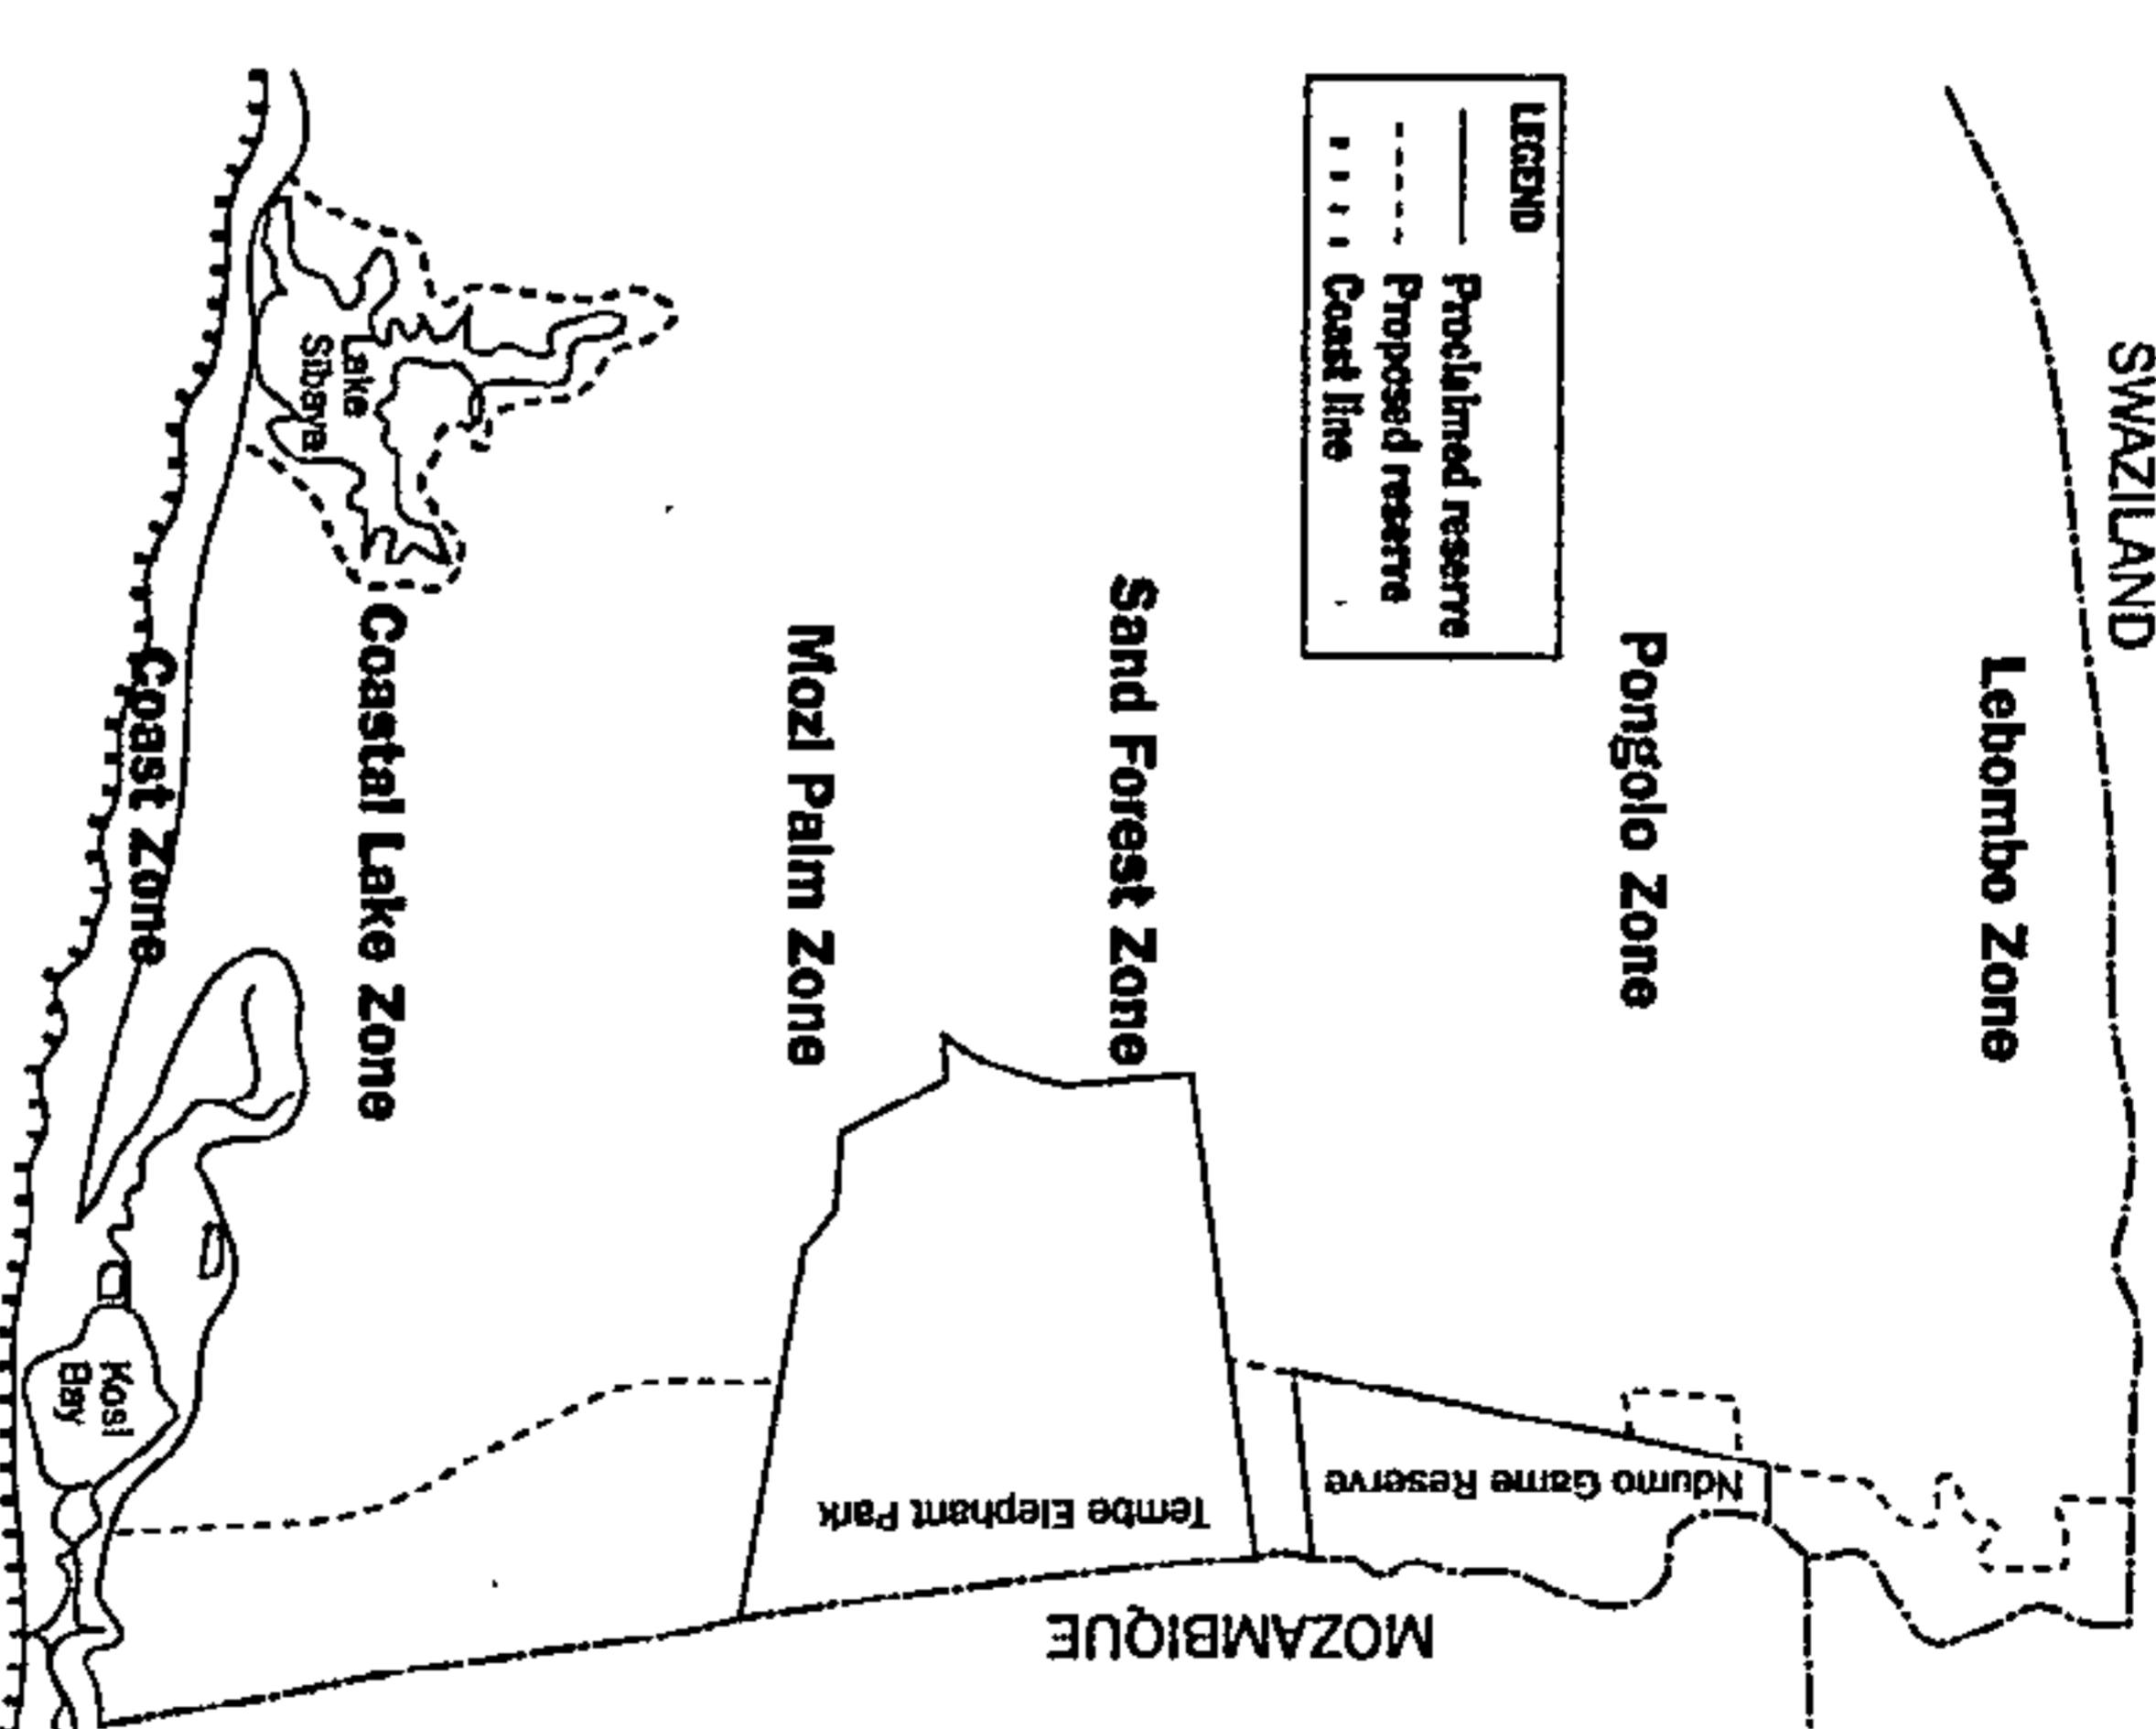 MOZAMBIQUE
SWAZILAND
Ndumo Game Reserve
Tembe Elephant Park
Kosi
Bay
Lebombo Zone
Pongolo Zone
Sand Forest Zone
Mozi Palm Zone
Coastal Lake Zone
Coast Zone
Lake
Sibaya
LEGEND
Proclaimed reserve
Proposed reserve
Coast line